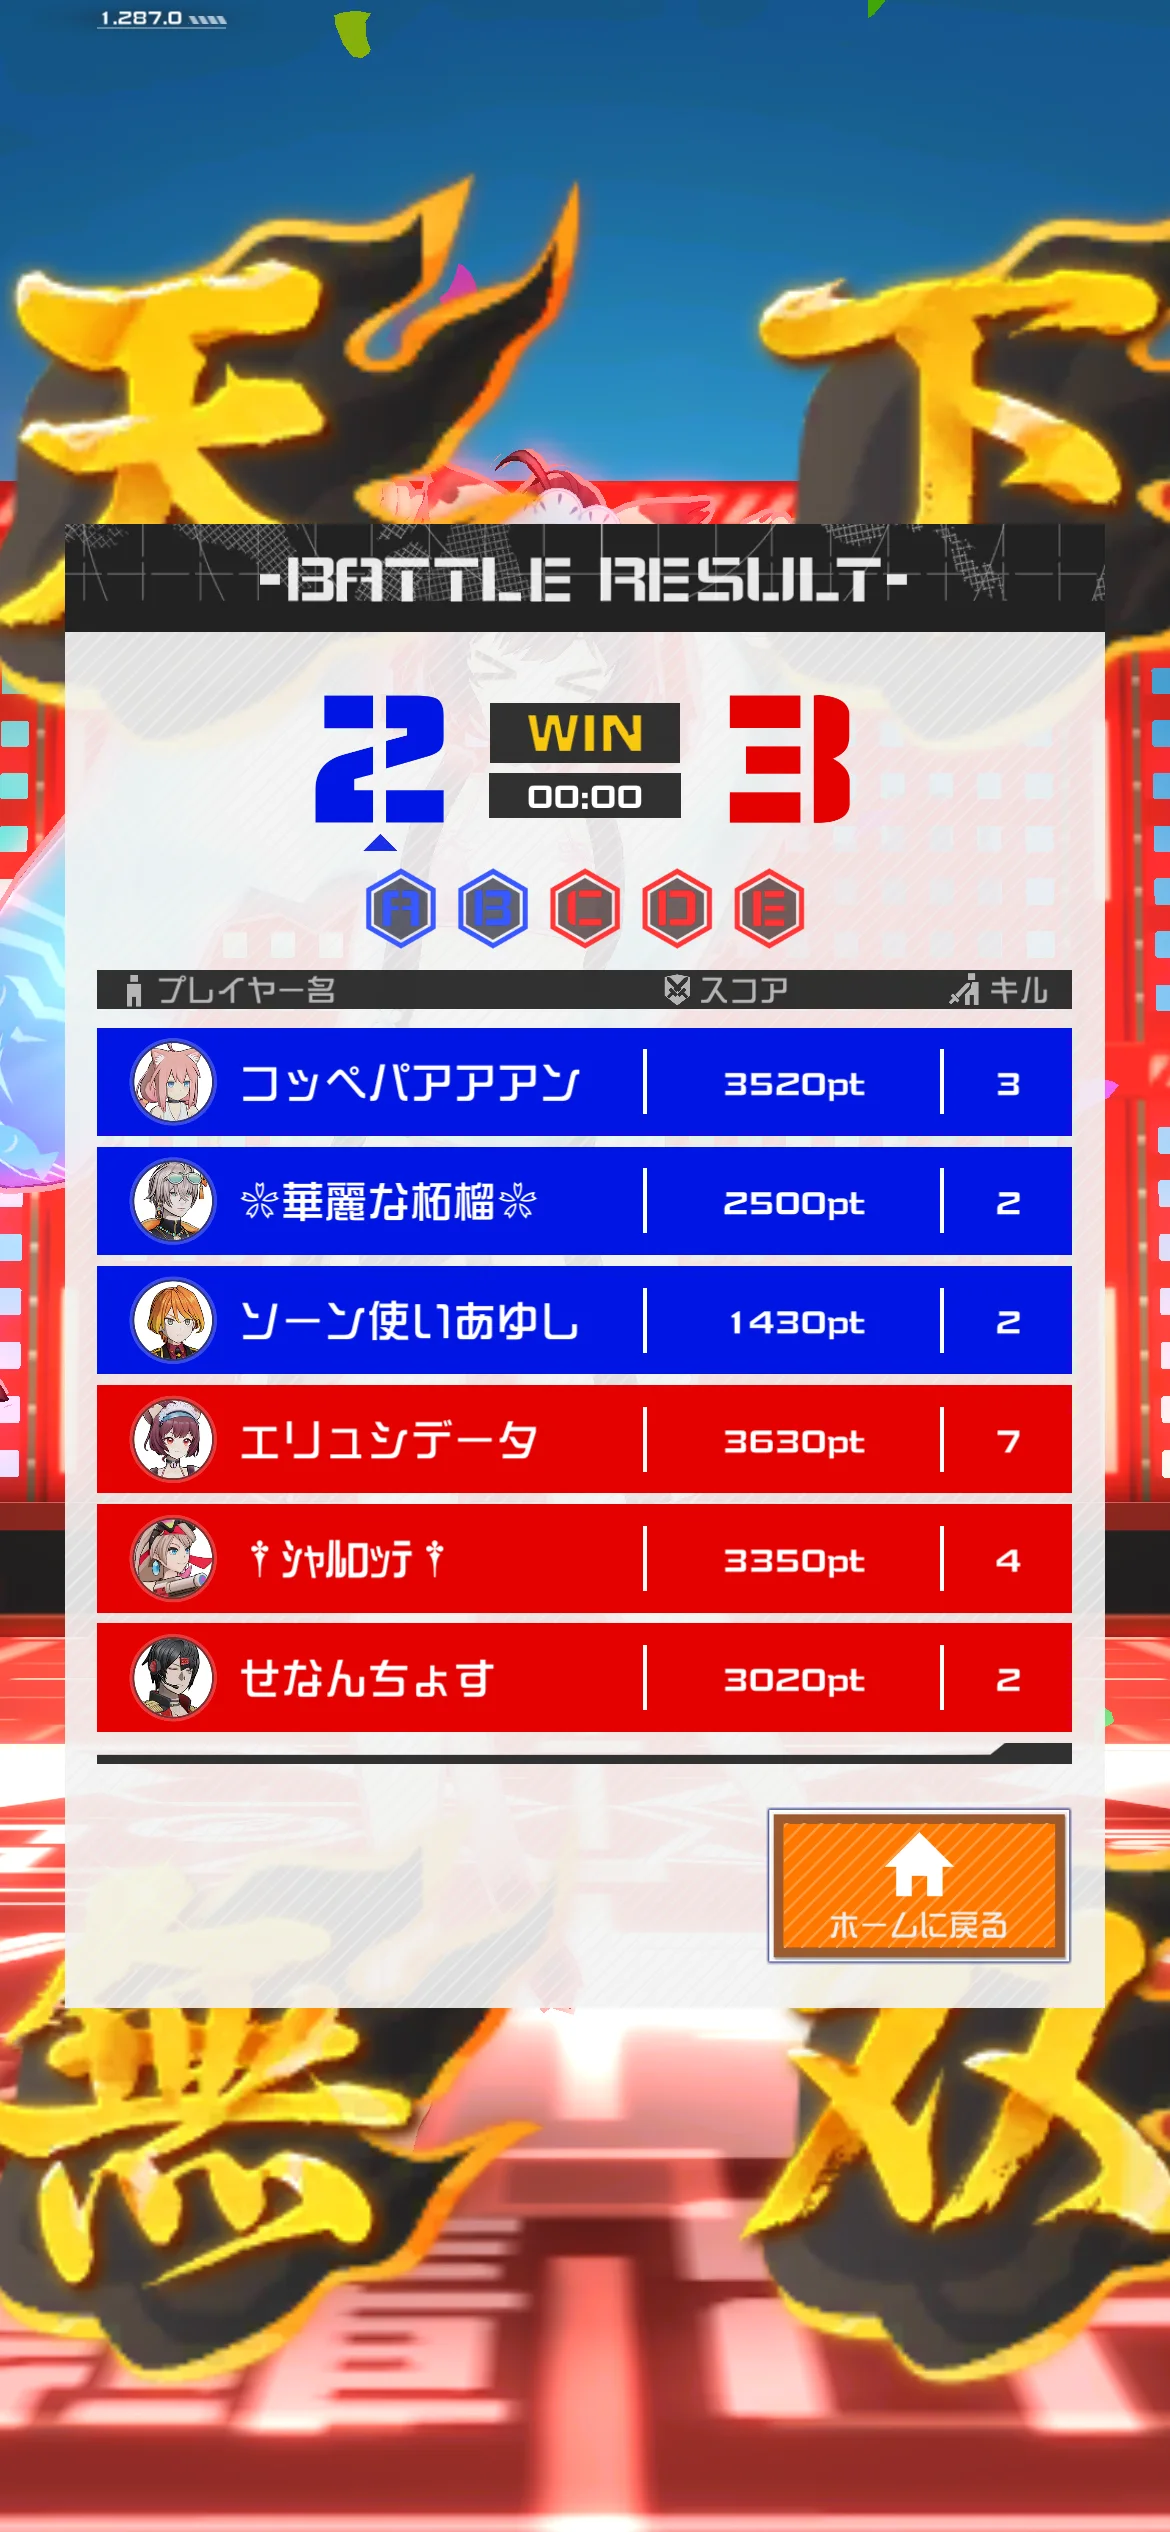 1.287.0
天下
-BATTLE RESULT-
2 WIN 3
00:00
A B C D E
プレイヤー名 スコア キル
コッペパアアアン 3520pt 3
❊華麗な柘榴❊ 2500pt 2
ソーン使いあゆし 1430pt 2
エリュシデータ 3630pt 7
†ｼｬﾙﾛｯﾃ† 3350pt 4
せなんちょす 3020pt 2
ホームに戻る
無双